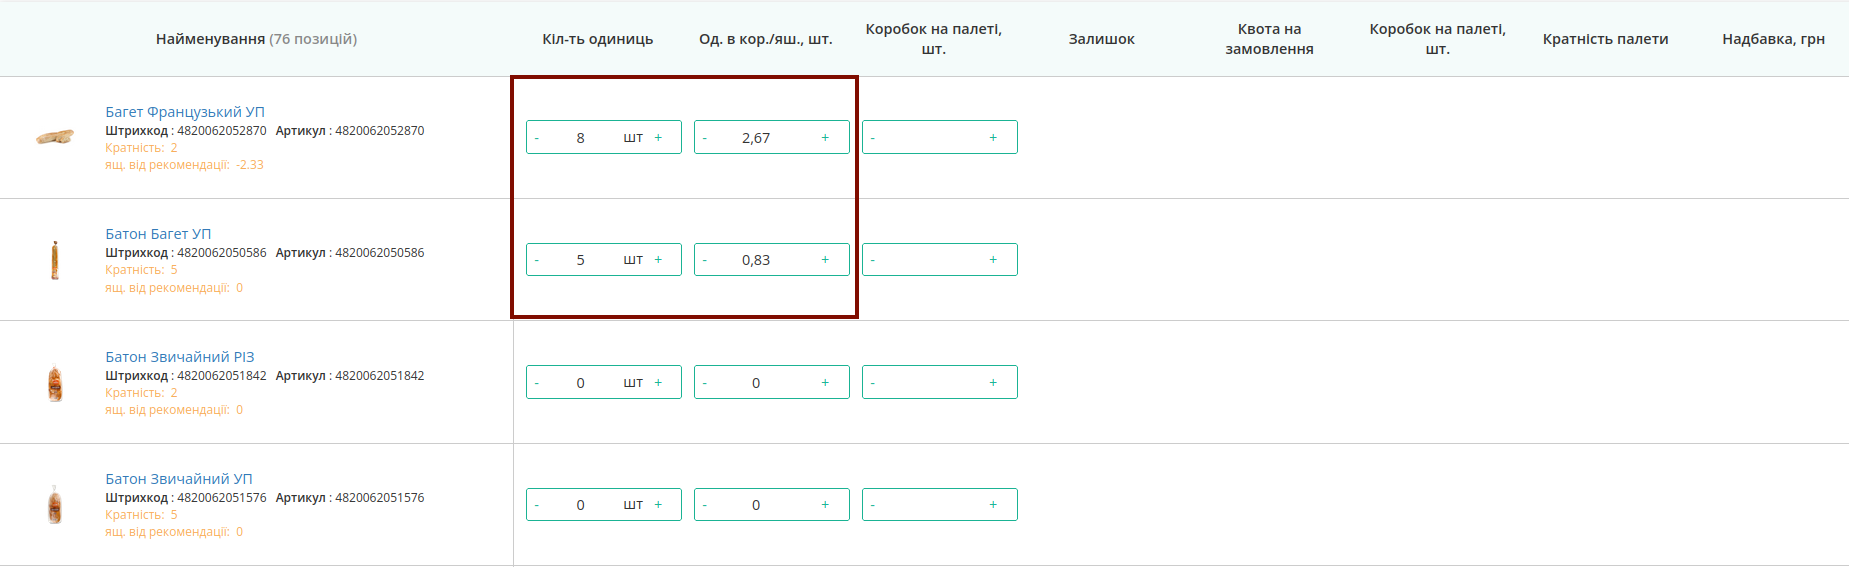 Найменування (76 позицій)
Кіл-ть одиниць
Од. в кор./яш., шт.
Коробок на палеті,
шт.
Залишок
Квота на
замовлення
Коробок на палеті,
шт.
Кратність палети
Надбавка, грн
Багет Французький УП
Штрихкод : 4820062052870 Артикул : 4820062052870
Кратність: 2
ящ. від рекомендації: -2.33
- 8 шт +
- 2,67 +
- +
Батон Багет УП
Штрихкод : 4820062050586 Артикул : 4820062050586
Кратність: 5
ящ. від рекомендації: 0
- 5 шт +
- 0,83 +
- +
Батон Звичайний РІЗ
Штрихкод : 4820062051842 Артикул : 4820062051842
Кратність: 2
ящ. від рекомендації: 0
- 0 шт +
- 0 +
- +
Батон Звичайний УП
Штрихкод : 4820062051576 Артикул : 4820062051576
Кратність: 5
ящ. від рекомендації: 0
- 0 шт +
- 0 +
- +